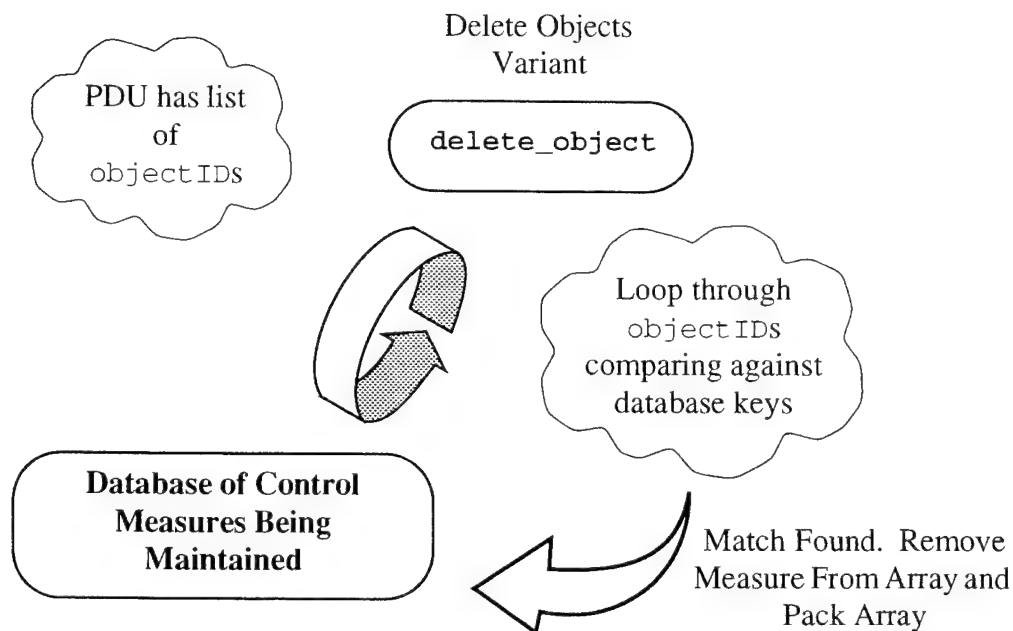 Delete Objects
Variant
PDU has list
of
objectIDs
delete_object
Loop through
objectIDs
comparing against
database keys
Database of Control
Measures Being
Maintained
Match Found. Remove
Measure From Array and
Pack Array